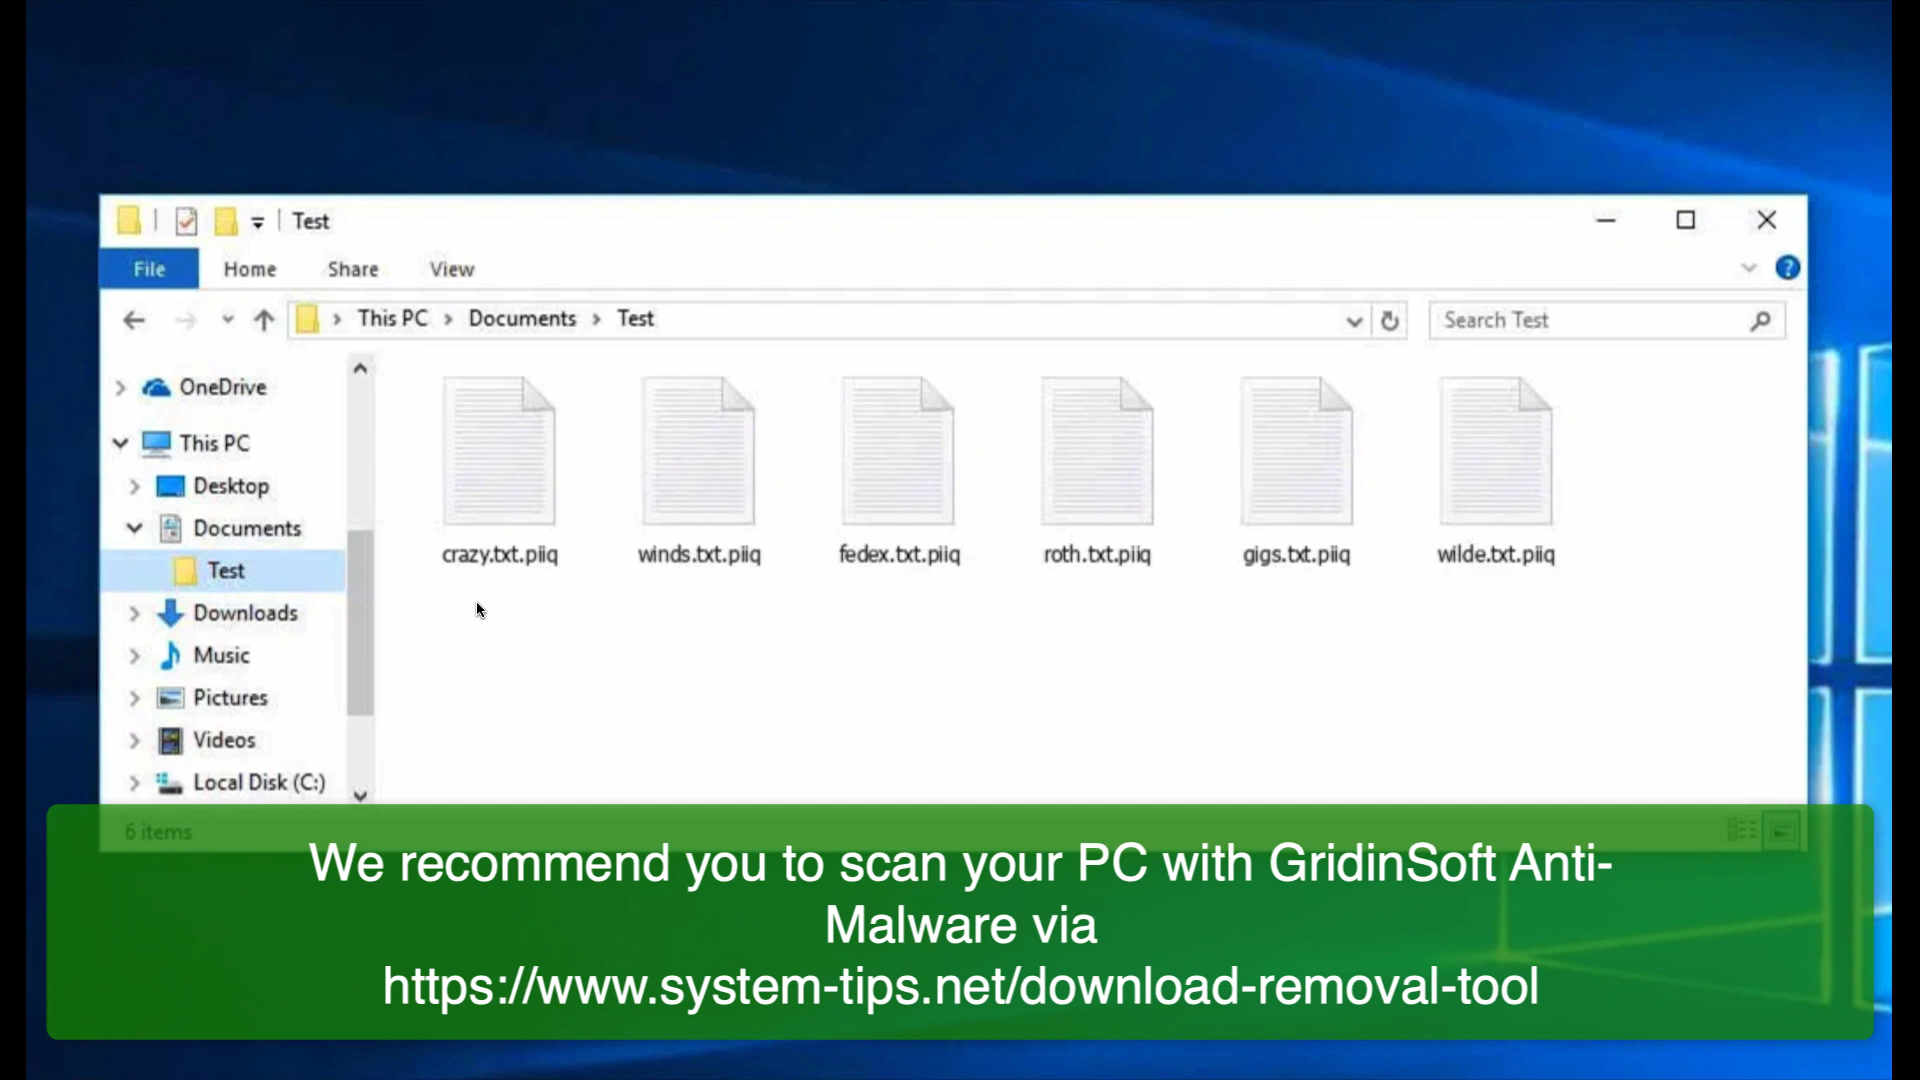 Test
File Home Share View
This PC Documents Test
Search Test
OneDrive
This PC
Desktop
Documents
Test
Downloads
Music
Pictures
Videos
Local Disk (C:)
crazy.txt.piiq winds.txt.piiq fedex.txt.piiq roth.txt.piiq gigs.txt.piiq wilde.txt.piiq
6 items
We recommend you to scan your PC with GridinSoft Anti-
Malware via
https://www.system-tips.net/download-removal-tool